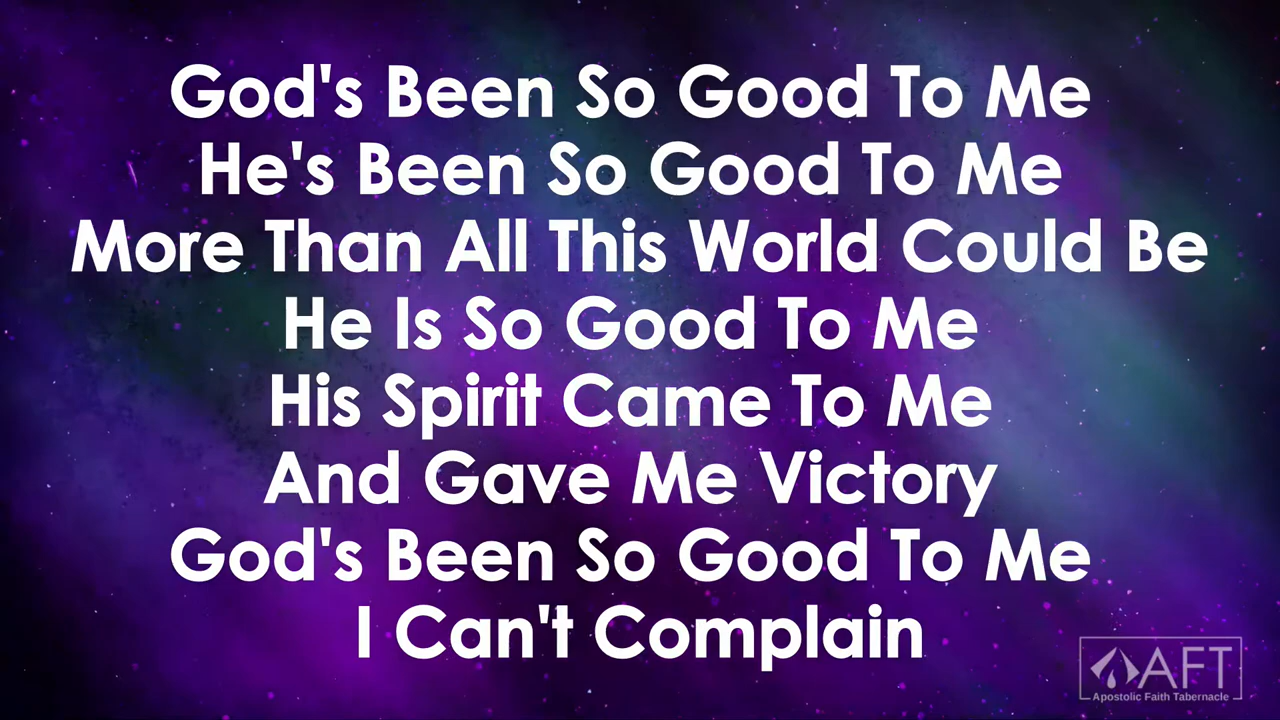 God's Been So Good To Me
He's Been So Good To Me
More Than All This World Could Be
He Is So Good To Me
His Spirit Came To Me
And Gave Me Victory
God's Been So Good To Me
I Can't Complain
AFT
Apostolic Faith Tabernacle